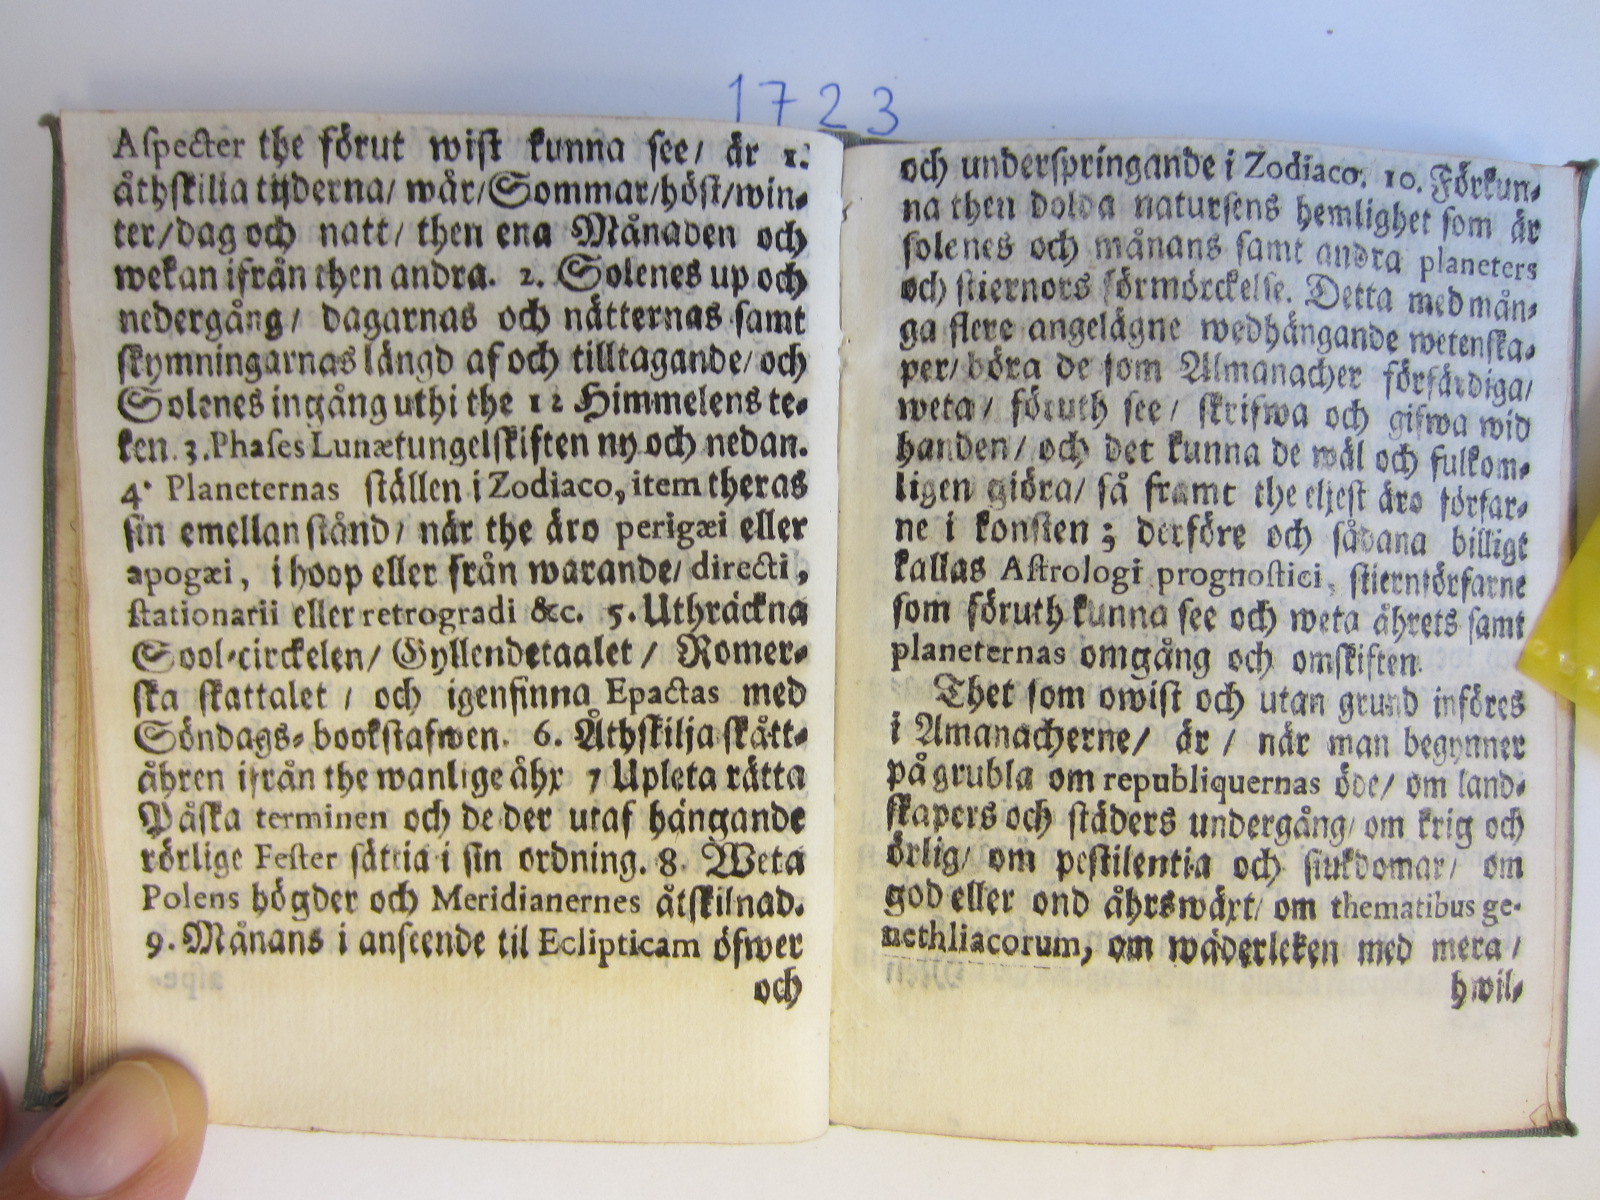 1723
Aſpecter the förut wiſt kunna ſee/ är 1.
åthſkilia tijderna/ wår/Sommar/höſt/win-
ter/dag och natt/ then ena Månaden och
wekan ifrån then andra. 2. Solenes up och
nedergång/ dagarnas och nätternas ſamt
ſkymningarnas längd af och tilltagande/ och
Solenes ingång uthi the 12 Himmelens te-
ken. 3. Phaſes Lunætungelſkiften ny och nedan.
4. Planeternas ſtällen i Zodiaco, item theras
ſin emellan ſtånd/ när the äro perigæi eller
apogæi, i hoop eller från warande/ directi,
ſtationarii eller retrogradi &c. 5. Uthräckna
Sool-circkelen/ Gyllendetaalet / Romer-
ſka ſkattalet / och igenfinna Epactas med
Söndags-bookſtafwen. 6. Åthſkilja ſkått-
åhren ifrån the wanlige åhr 7 Upleta rätta
Påſka terminen och de der utaf hängande
rörlige Feſter ſättia i ſin ordning. 8. Weta
Polens högder och Meridianernes åtſkilnad.
9. Månans i anſeende til Eclipticam öfwer
och
och underſpringande i Zodiaco. 10. Förkun-
na then dolda naturſens hemlighet ſom är
ſolenes och månans ſamt andra planeters
och ſtiernors förmörckelſe. Detta med mån-
ga flere angelägne wedhängande wetenſka-
per/ böra de ſom Almanacher förfärdiga/
weta / föruth ſee / ſkrifwa och gifwa wid
handen/ och det kunna de wäl och fulkom-
ligen giöra/ ſå framt the eljeſt äro förfar-
ne i konſten ; derföre och ſådana billigt
kallas Aſtrologi prognoſtici, ſtiernförfarne
ſom föruth kunna ſee och weta åhrets ſamt
planeternas omgång och omſkiften.
Thet ſom owiſt och utan grund införes
i Almanacherne/ är / när man begynner
på grubla om republiquernas öde/ om land-
ſkapers och ſtäders undergång/ om krig och
örlig/ om peſtilentia och ſiukdomar/ om
god eller ond åhrswäxt/ om thematibus ge-
nethliacorum, om wäderleken med mera /
hwil-